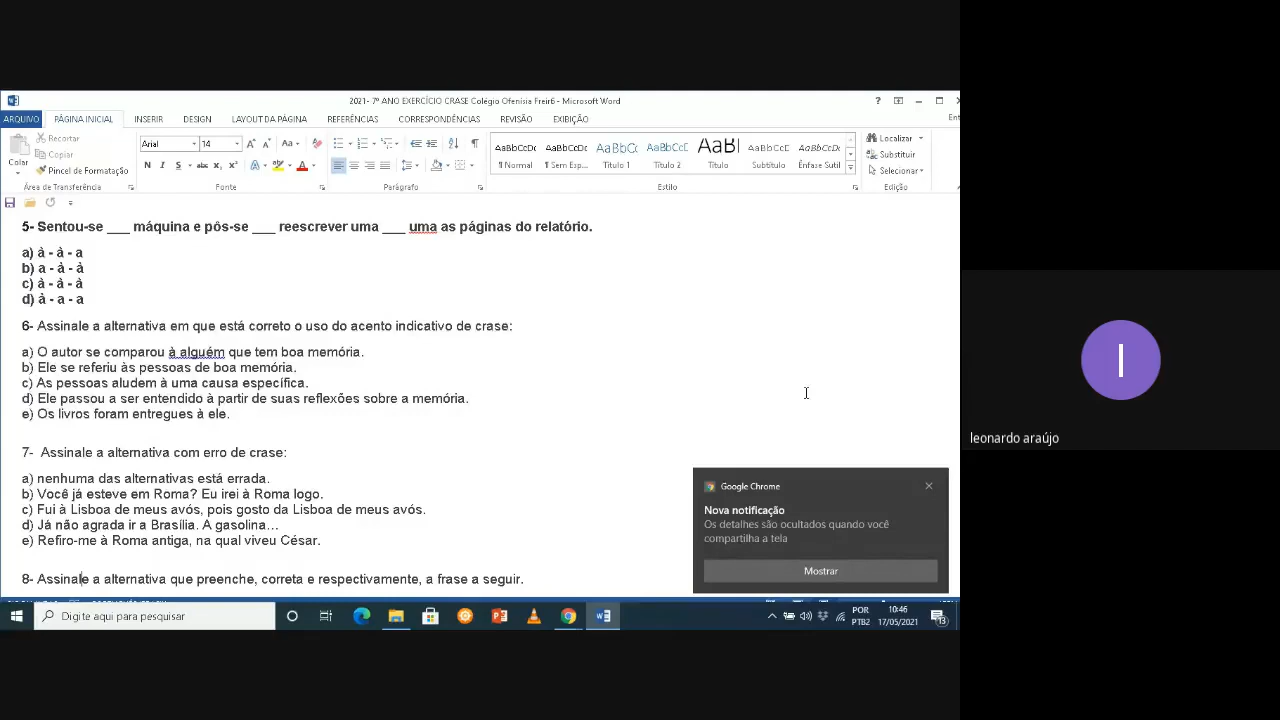 2021- 7º ANO EXERCÍCIO CRASE Colégio Ofenísia Freir6 - Microsoft Word
?
ARQUIVO PÁGINA INICIAL INSERIR DESIGN LAYOUT DA PÁGINA REFERÊNCIAS CORRESPONDÊNCIAS REVISÃO EXIBIÇÃO Ent
Colar
Recortar
Copiar
Pincel de Formatação
Área de Transferência
Arial 14
N I S abc x₂ x²
Fonte
Parágrafo
AaBbCcDc AaBbCcDc AaBbCc AaBbCc AaBl AaBbCcD AaBbCcDc
¶ Normal ¶ Sem Esp... Título 1 Título 2 Título Subtítulo Ênfase Sutil
Estilo
Localizar
Substituir
Selecionar
Edição
5- Sentou-se ___ máquina e pôs-se ___ reescrever uma ___ uma as páginas do relatório.
a) à - à - a
b) a - à - à
c) à - à - à
d) à - a - a
6- Assinale a alternativa em que está correto o uso do acento indicativo de crase:
a) O autor se comparou à alguém que tem boa memória.
b) Ele se referiu às pessoas de boa memória.
c) As pessoas aludem à uma causa específica.
d) Ele passou a ser entendido à partir de suas reflexões sobre a memória.
e) Os livros foram entregues à ele.
7- Assinale a alternativa com erro de crase:
a) nenhuma das alternativas está errada.
b) Você já esteve em Roma? Eu irei à Roma logo.
c) Fui à Lisboa de meus avós, pois gosto da Lisboa de meus avós.
d) Já não agrada ir a Brasília. A gasolina…
e) Refiro-me à Roma antiga, na qual viveu César.
8- Assinale a alternativa que preenche, correta e respectivamente, a frase a seguir.
Google Chrome
Nova notificação
Os detalhes são ocultados quando você
compartilha a tela
Mostrar
Digite aqui para pesquisar
POR
PTB2
10:46
17/05/2021
13
I
leonardo araújo